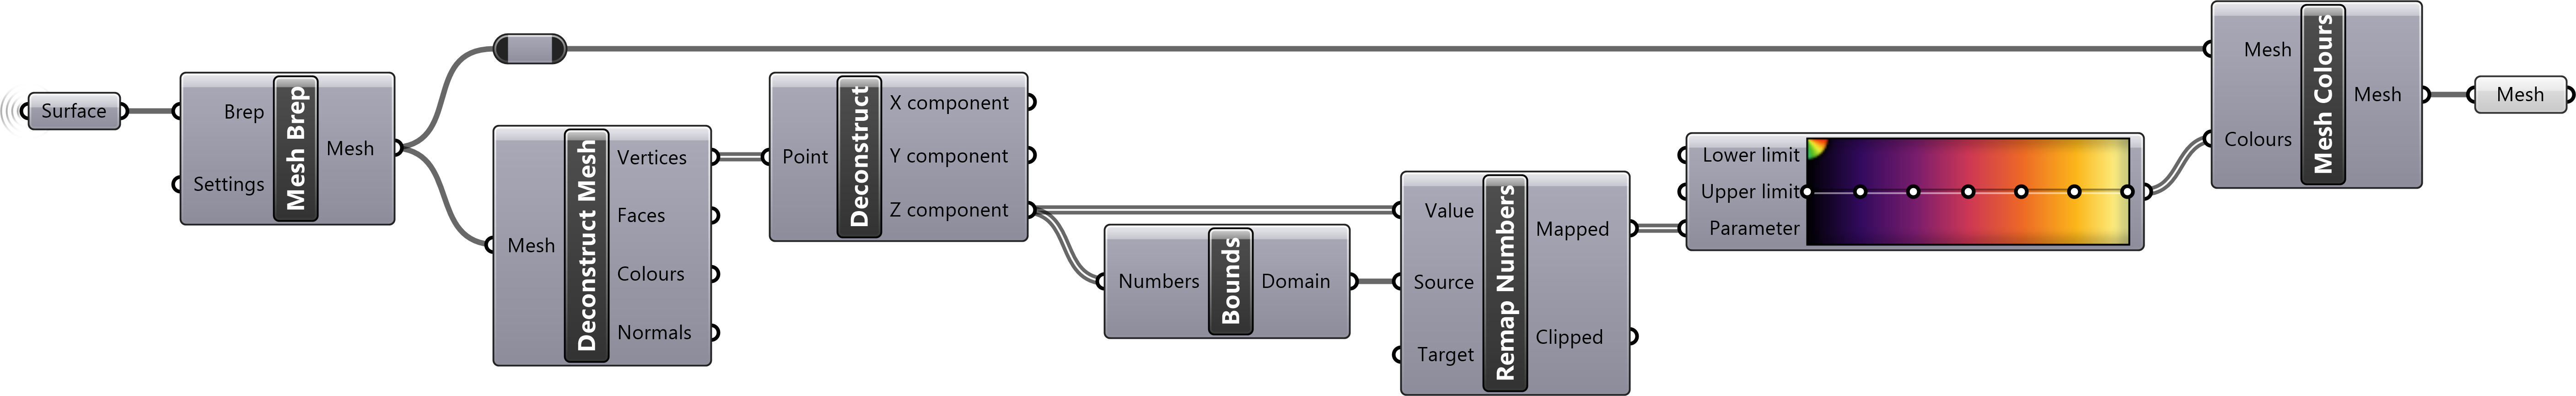 Surface
Brep
Settings
Mesh Brep
Mesh
Mesh
Deconstruct Mesh
Vertices
Faces
Colours
Normals
Point
Deconstruct
X component
Y component
Z component
Numbers
Bounds
Domain
Value
Source
Target
Remap Numbers
Mapped
Clipped
Lower limit
Upper limit
Parameter
Mesh
Colours
Mesh Colours
Mesh
Mesh